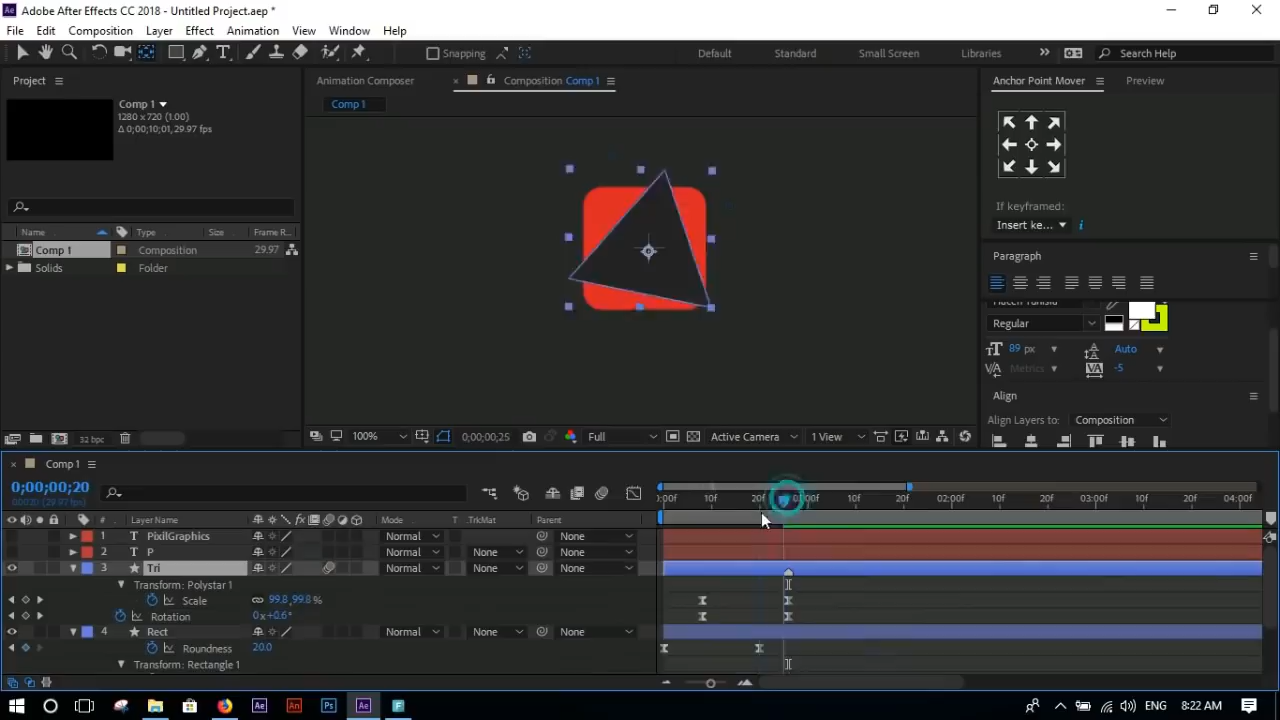 Adobe After Effects CC 2018 - Untitled Project.aep *
File Edit Composition Layer Effect Animation View Window Help
Snapping Default Standard Small Screen Libraries Search Help
Project Animation Composer Composition Comp 1 Anchor Point Mover Preview
Comp 1
Comp 1
1280 x 720 (1.00)
Δ 0;00;10;01, 29.97 fps
If keyframed:
Insert ke...
Name Type Size Frame R...
Comp 1 Composition 29.97
Solids Folder
Paragraph
Regular
89 px Auto
Metrics -5
Align
Align Layers to: Composition
32 bpc 100% 0;00;00;25 Full Active Camera 1 View
Comp 1
0;00;00;20
00020 (29.97 fps)
0:00f 10f 20f 01:00f 10f 20f 02:00f 10f 20f 03:00f 10f 20f 04:00f
# Layer Name Mode T TrkMat Parent
1 T PixilGraphics Normal None
2 T P Normal None None
3 Tri Normal None None
Transform: Polystar 1
Scale 99.8,99.8 %
Rotation 0x+0.6°
4 Rect Normal None None
Roundness 20.0
Transform: Rectangle 1
ENG 8:22 AM